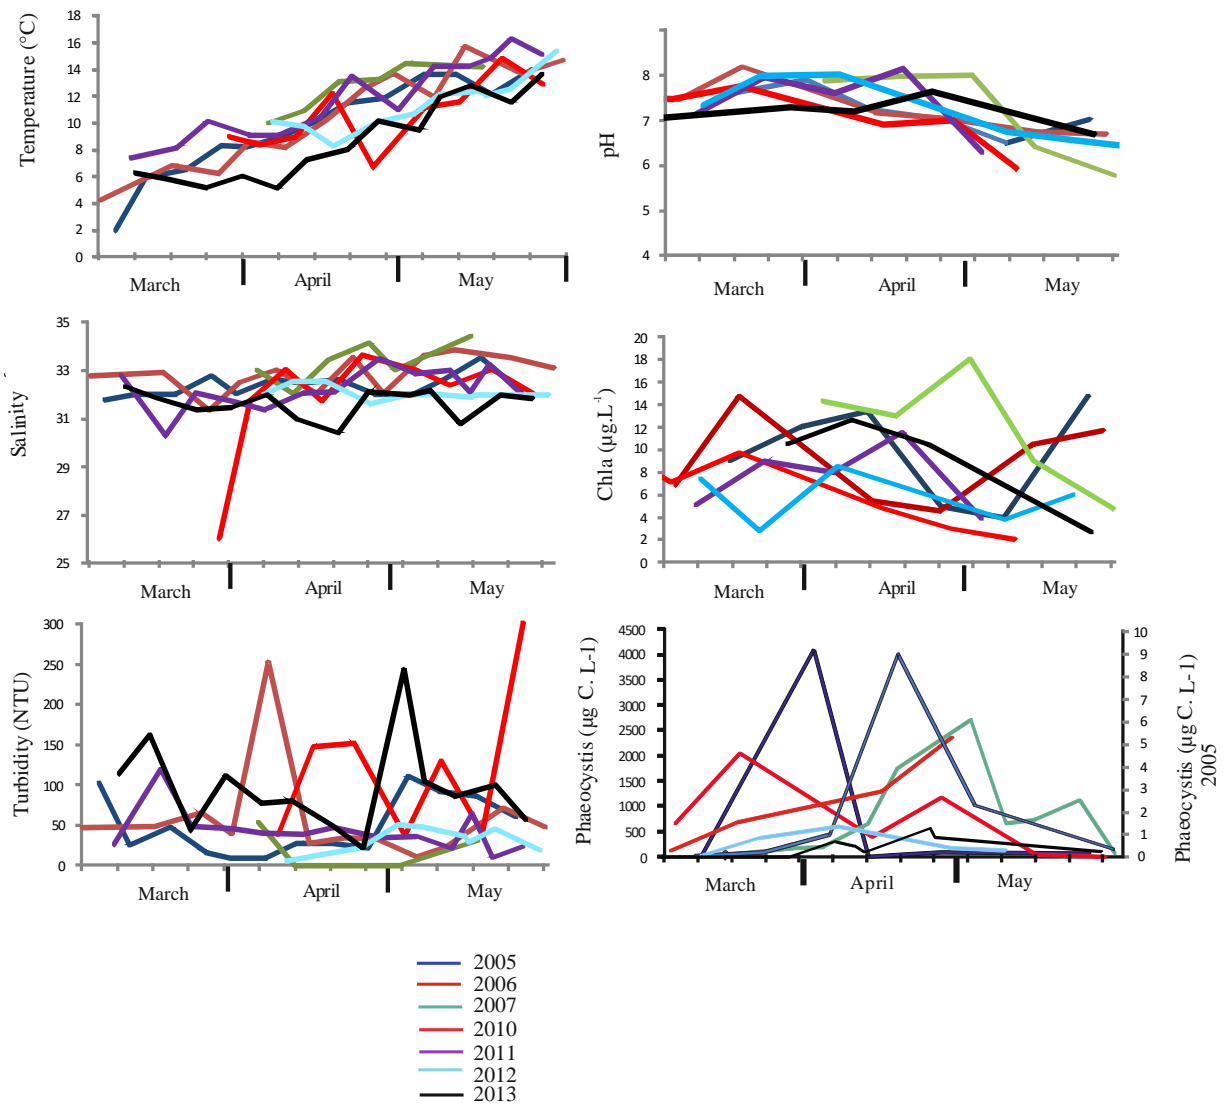 Temperature (°C)
18
16
14
12
10
8
6
4
2
0
March
April
May
pH
8
7
6
5
4
March
April
May
Salinity
35
33
31
29
27
25
March
April
May
Chla (µg.L-1)
20
18
16
14
12
10
8
6
4
2
0
March
April
May
Turbidity (NTU)
300
250
200
150
100
50
0
March
April
May
Phaeocystis (µg C. L-1)
4500
4000
3500
3000
2500
2000
1500
1000
500
0
March
April
May
10
9
8
7
6
5
4
3
2
1
0
Phaeocystis (µg C. L-1)
2005
2005
2006
2007
2010
2011
2012
2013